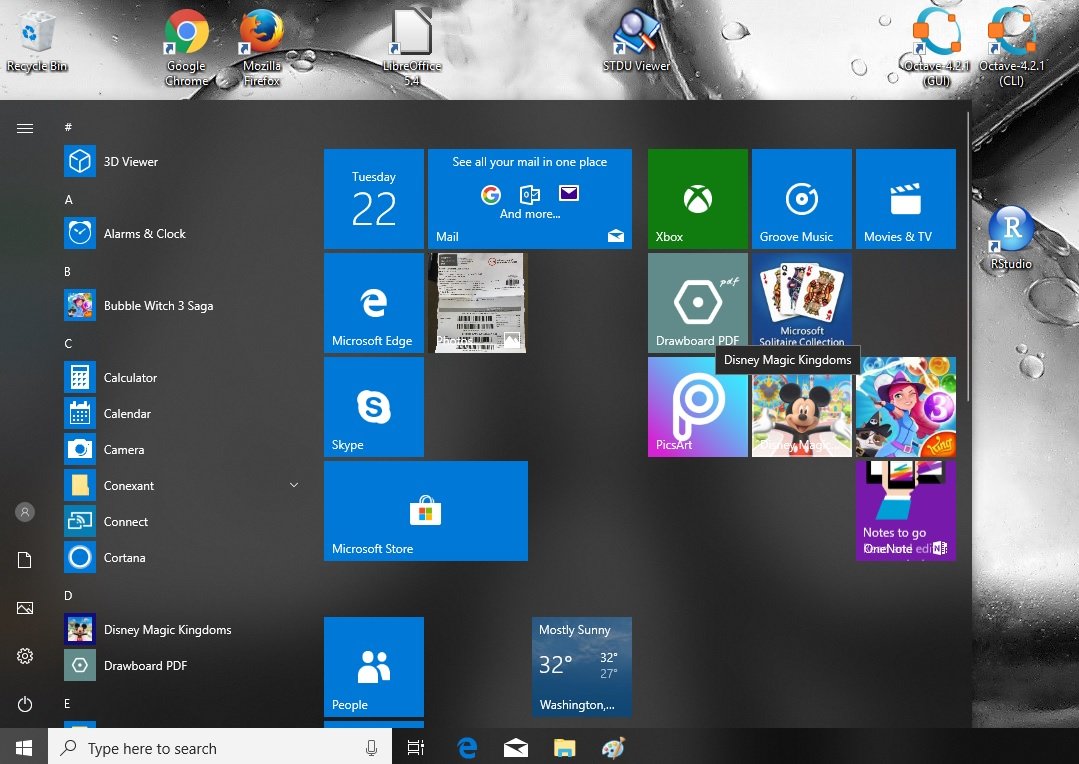 Recycle Bin
Google
Chrome
Mozilla
Firefox
LibreOffice
5.4
STDU Viewer
Octave-4.2.1
(GUI)
Octave-4.2.1
(CLI)
R
RStudio
#
3D Viewer
A
Alarms & Clock
B
Bubble Witch 3 Saga
C
Calculator
Calendar
Camera
Conexant
Connect
Cortana
D
Disney Magic Kingdoms
Drawboard PDF
E
Tuesday
22
See all your mail in one place
And more...
Mail
Microsoft Edge
Photos
Skype
Microsoft Store
People
Mostly Sunny
32°
32°
27°
Washington,...
Xbox
Groove Music
Movies & TV
pdf
Drawboard PDF
Microsoft
Solitaire Collection
Disney Magic Kingdoms
PicsArt
Disney Magic...
3
King
Notes to go
OneNote
Type here to search